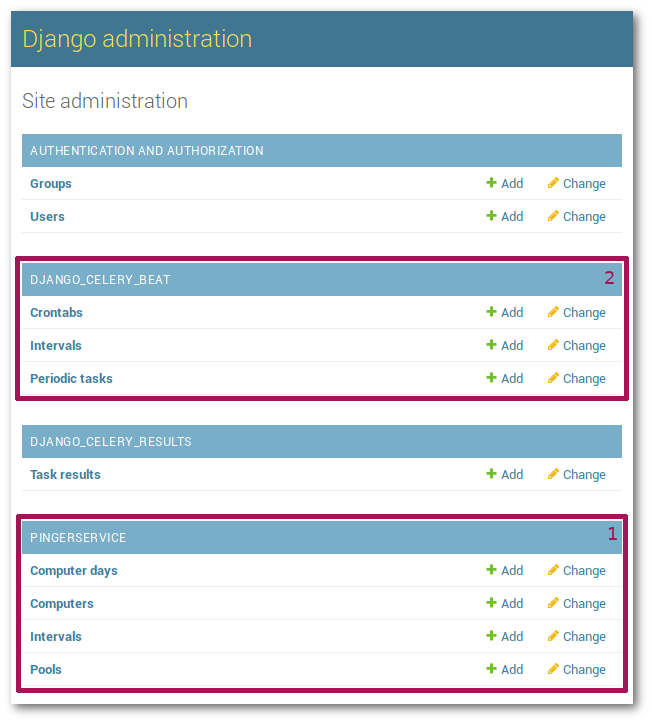 Django administration
Site administration
AUTHENTICATION AND AUTHORIZATION
Groups Add Change
Users Add Change
DJANGO_CELERY_BEAT 2
Crontabs Add Change
Intervals Add Change
Periodic tasks Add Change
DJANGO_CELERY_RESULTS
Task results Add Change
PINGERSERVICE 1
Computer days Add Change
Computers Add Change
Intervals Add Change
Pools Add Change